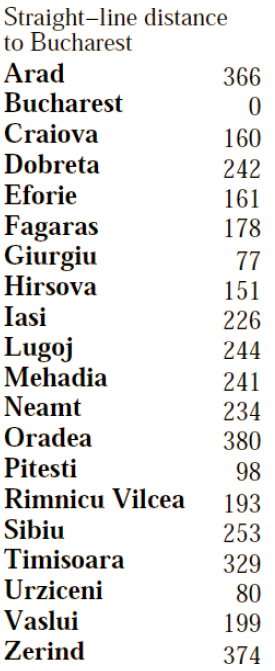 Straight–line distance
to Bucharest
Arad 366
Bucharest 0
Craiova 160
Dobreta 242
Eforie 161
Fagaras 178
Giurgiu 77
Hirsova 151
Iasi 226
Lugoj 244
Mehadia 241
Neamt 234
Oradea 380
Pitesti 98
Rimnicu Vilcea 193
Sibiu 253
Timisoara 329
Urziceni 80
Vaslui 199
Zerind 374